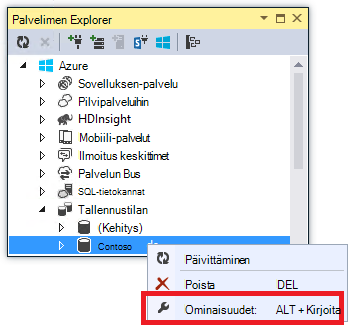 Palvelimen Explorer
Azure
Sovelluksen-palvelu
Pilvipalveluihin
HDInsight
Mobiili-palvelut
Ilmoitus keskittimet
Palvelun Bus
SQL-tietokannat
Tallennustilan
(Kehitys)
Contoso
Päivittäminen
Poista DEL
Ominaisuudet: ALT + Kirjoita